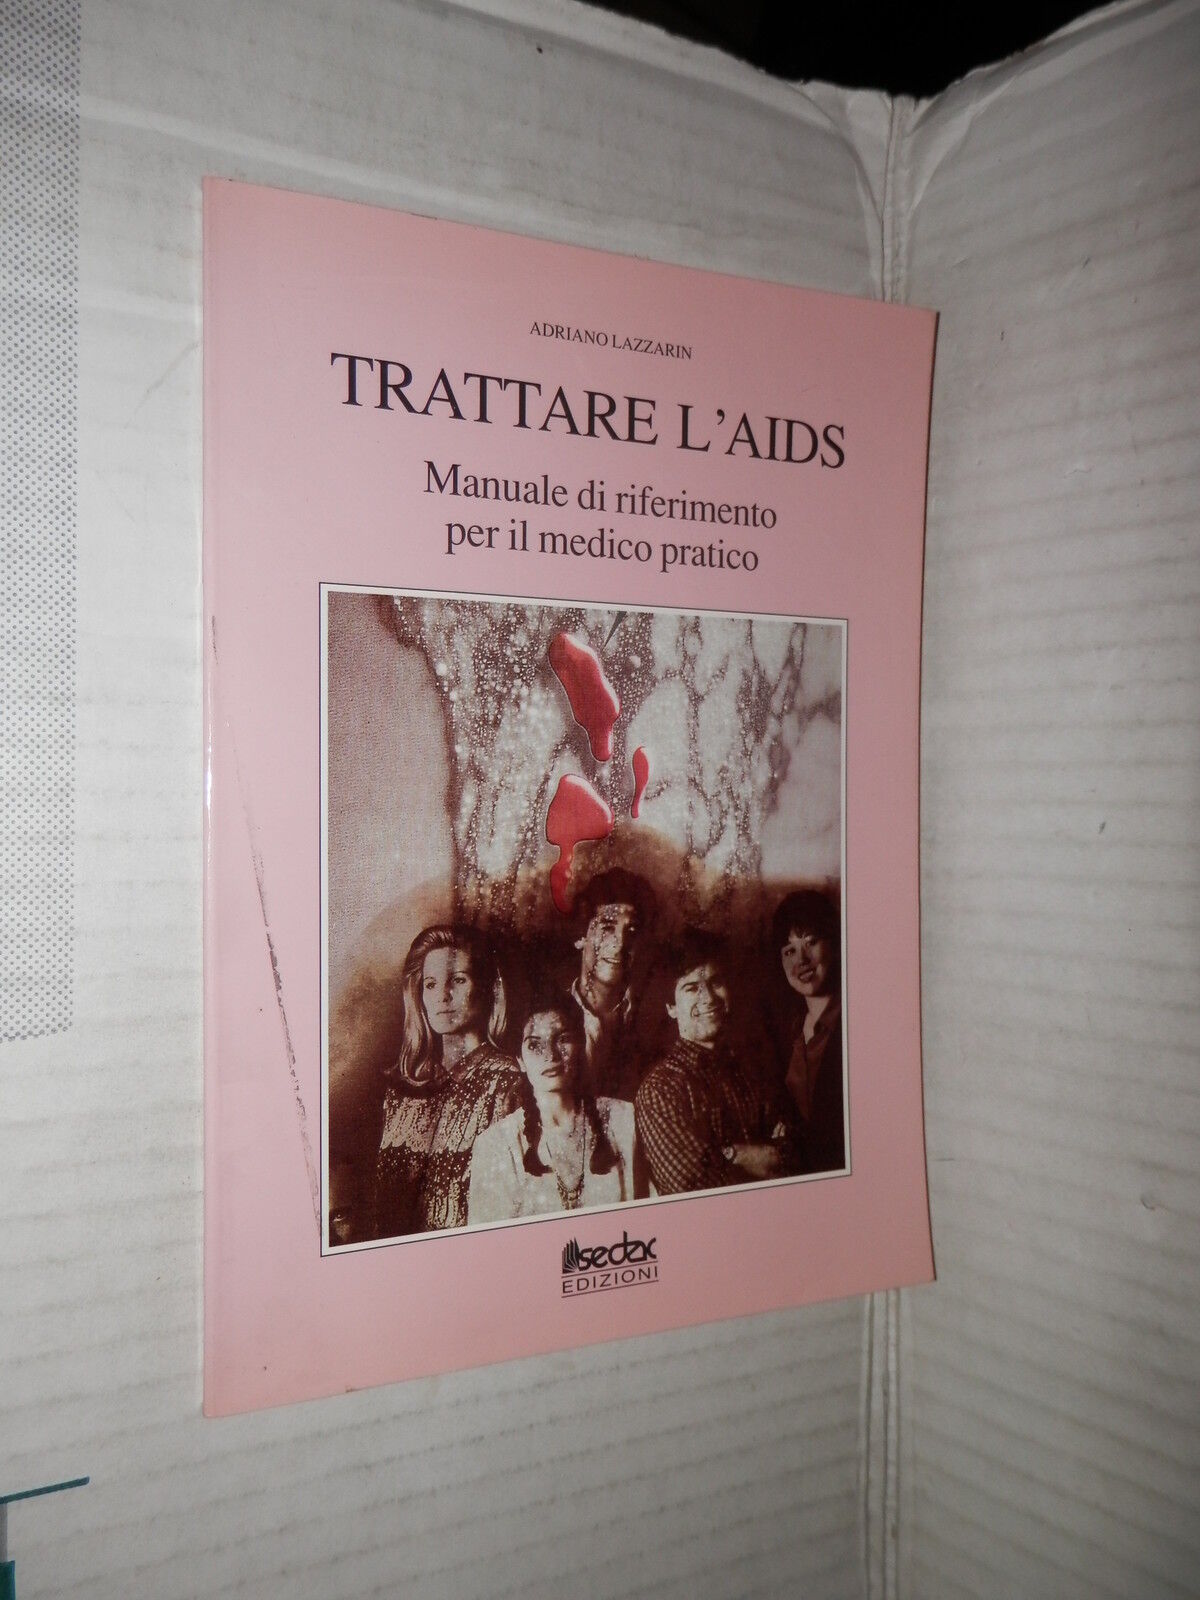 ADRIANO LAZZARIN
TRATTARE L'AIDS
Manuale di riferimento
per il medico pratico
sedac
EDIZIONI